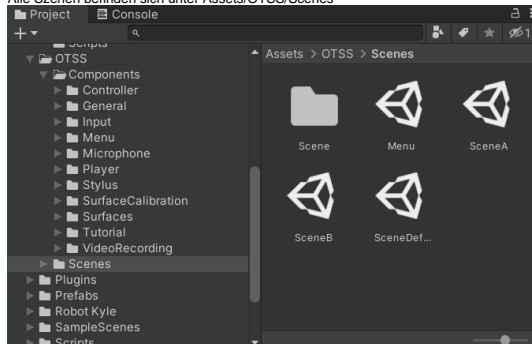 Alle Szenen befinden sich unter Assets/OTSS/Scenes
Project
Console
1
Scripts
OTSS
Components
Controller
General
Input
Menu
Microphone
Player
Stylus
SurfaceCalibration
Surfaces
Tutorial
VideoRecording
Scenes
Plugins
Prefabs
Robot Kyle
SampleScenes
Scripts
Assets > OTSS > Scenes
Scene
Menu
SceneA
SceneB
SceneDef...